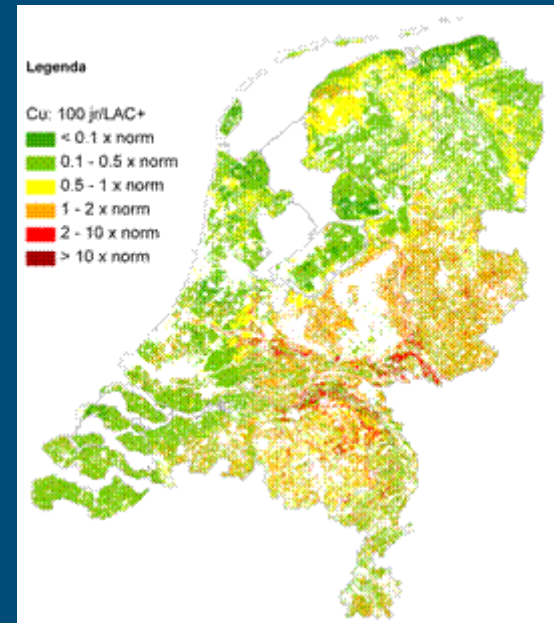 Legenda
Cu: 100 jr/LAC+
< 0.1 x norm
0.1 - 0.5 x norm
0.5 - 1 x norm
1 - 2 x norm
2 - 10 x norm
> 10 x norm